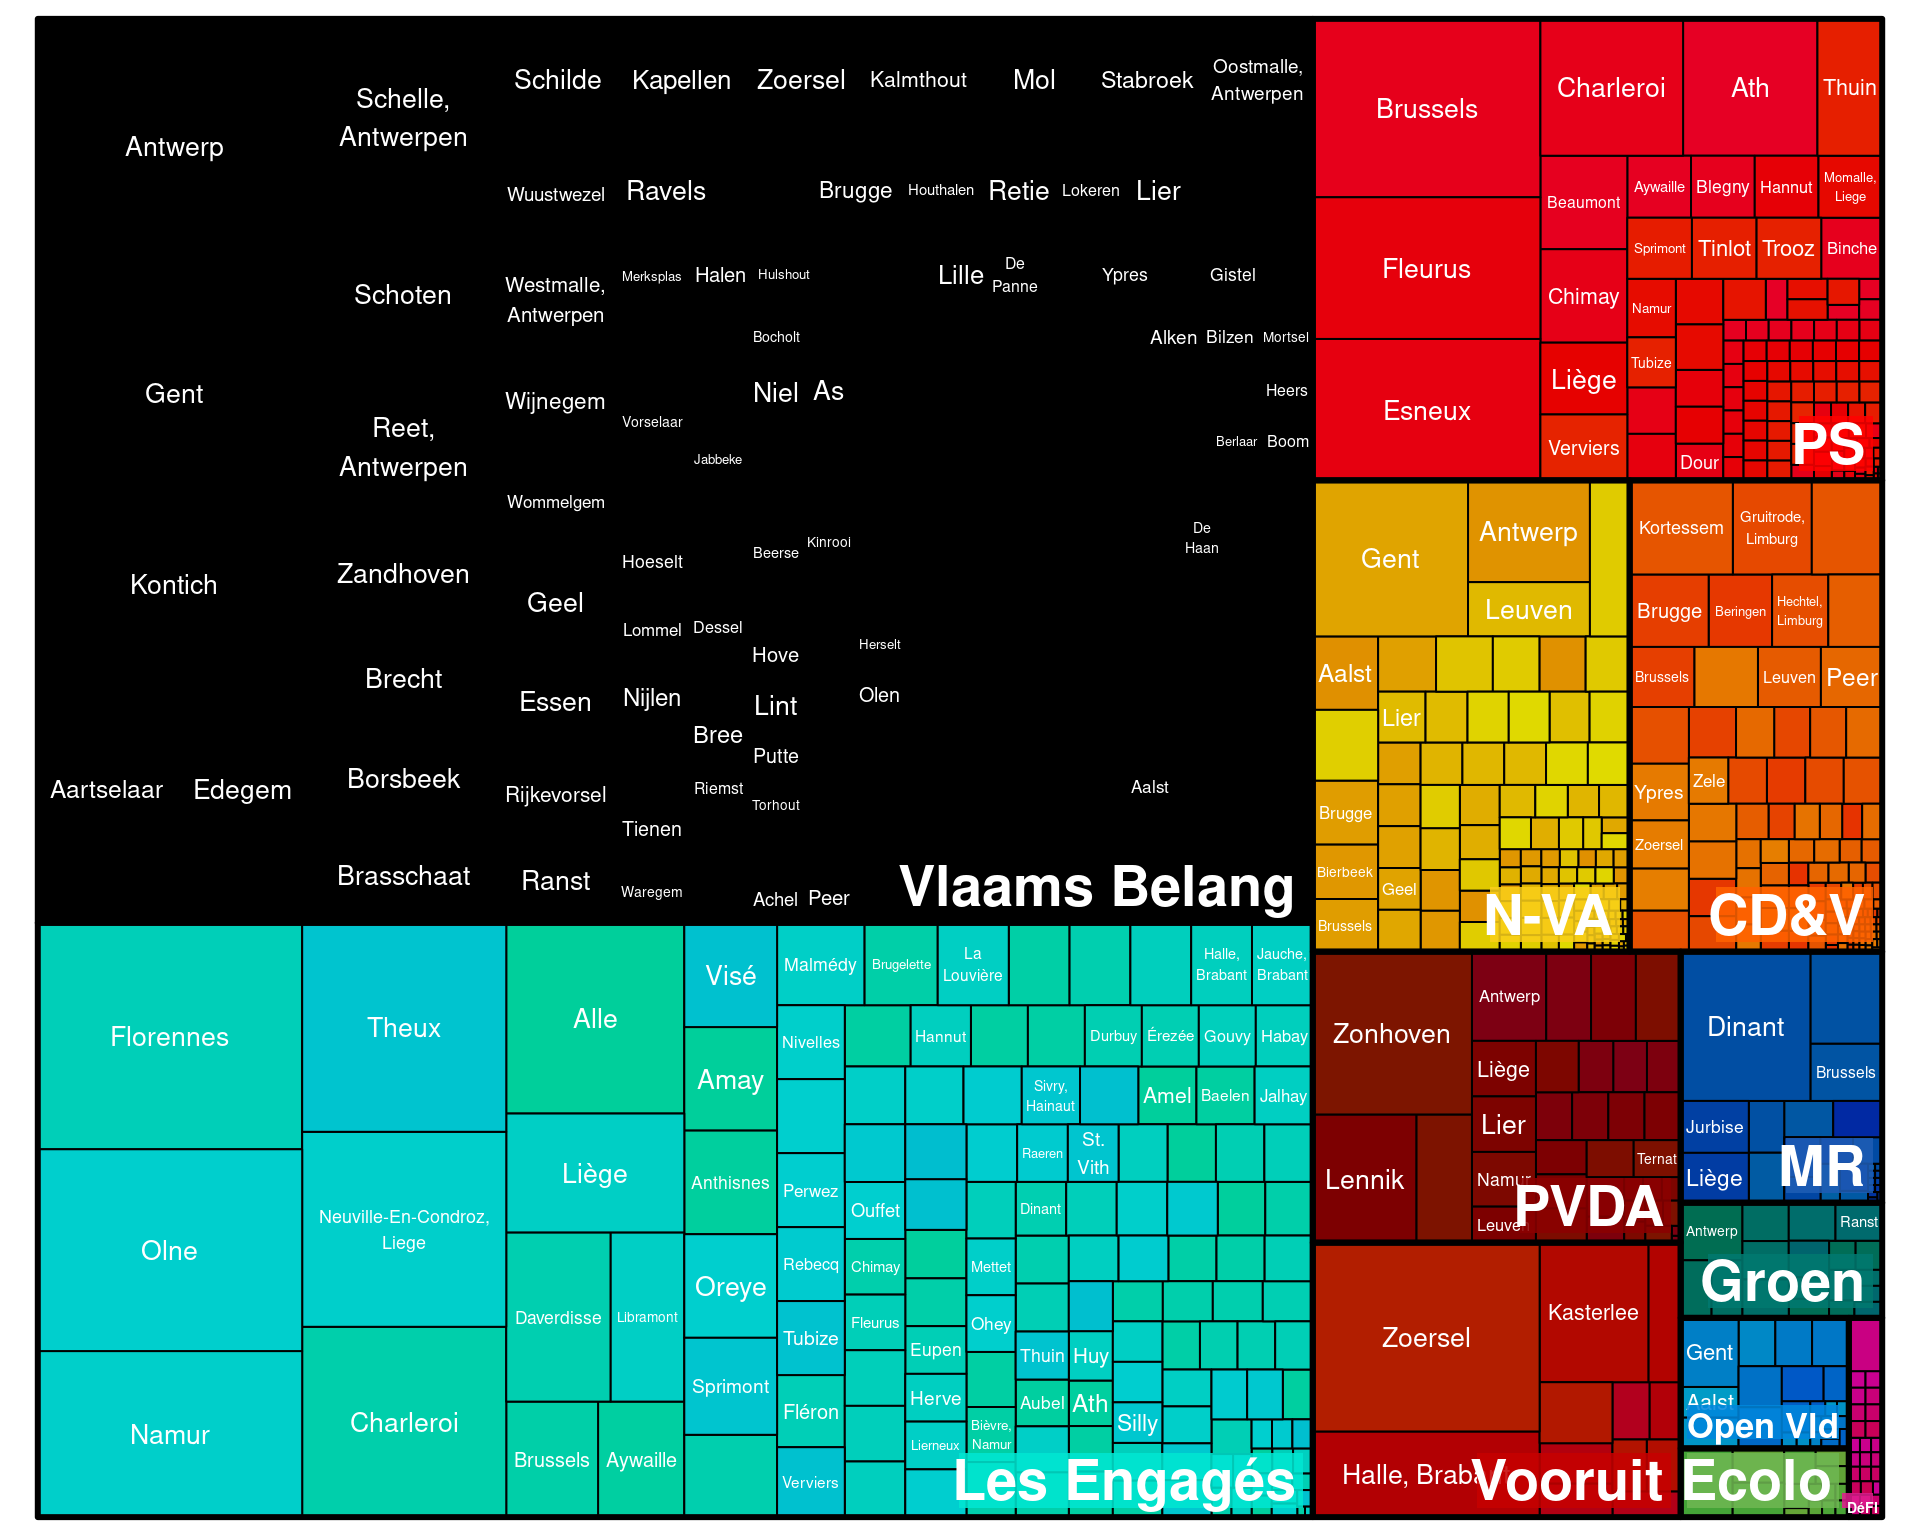 Antwerp
Schelle,
Antwerpen
Schilde
Kapellen
Zoersel
Kalmthout
Mol
Stabroek
Oostmalle,
Antwerpen
Wuustwezel
Ravels
Brugge
Houthalen
Retie
Lokeren
Lier
Gent
Schoten
Westmalle,
Antwerpen
Merksplas
Halen
Hulshout
Lille
De
Panne
Ypres
Gistel
Bocholt
Alken
Bilzen
Mortsel
Wijnegem
Vorselaar
Niel
As
Heers
Reet,
Antwerpen
Jabbeke
Berlaar
Boom
Wommelgem
Kontich
Zandhoven
Hoeselt
Beerse
Kinrooi
De
Haan
Geel
Lommel
Dessel
Hove
Herselt
Brecht
Essen
Nijlen
Lint
Olen
Bree
Putte
Aartselaar
Edegem
Borsbeek
Rijkevorsel
Riemst
Torhout
Aalst
Tienen
Brasschaat
Ranst
Waregem
Achel
Peer
Vlaams Belang
Brussels
Charleroi
Ath
Thuin
Beaumont
Aywaille
Blegny
Hannut
Momalle,
Liege
Fleurus
Sprimont
Tinlot
Trooz
Binche
Chimay
Namur
Esneux
Liège
Tubize
Verviers
Dour
PS
Gent
Antwerp
Leuven
Aalst
Lier
Brugge
Bierbeek
Geel
Brussels
N-VA
Kortessem
Gruitrode,
Limburg
Brugge
Beringen
Hechtel,
Limburg
Brussels
Leuven
Peer
Ypres
Zele
Zoersel
CD&V
Florennes
Theux
Alle
Visé
Malmédy
Brugelette
La
Louvière
Halle,
Brabant
Jauche,
Brabant
Nivelles
Hannut
Durbuy
Érezée
Gouvy
Habay
Amay
Sivry,
Hainaut
Amel
Baelen
Jalhay
Olne
Neuville-En-Condroz,
Liege
Liège
Anthisnes
Perwez
Raeren
St.
Vith
Ouffet
Dinant
Daverdisse
Libramont
Oreye
Rebecq
Chimay
Mettet
Tubize
Fleurus
Ohey
Eupen
Thuin
Huy
Namur
Charleroi
Sprimont
Fléron
Herve
Aubel
Ath
Brussels
Aywaille
Verviers
Lierneux
Bièvre,
Namur
Silly
Les Engagés
Zonhoven
Antwerp
Liège
Lier
Lennik
Namur
Ternat
Leuven
PVDA
Dinant
Brussels
Jurbise
Liège
MR
Antwerp
Ranst
Groen
Zoersel
Kasterlee
Halle, Braba
Vooruit
Gent
Aalst
Open Vld
Ecolo
DéFI